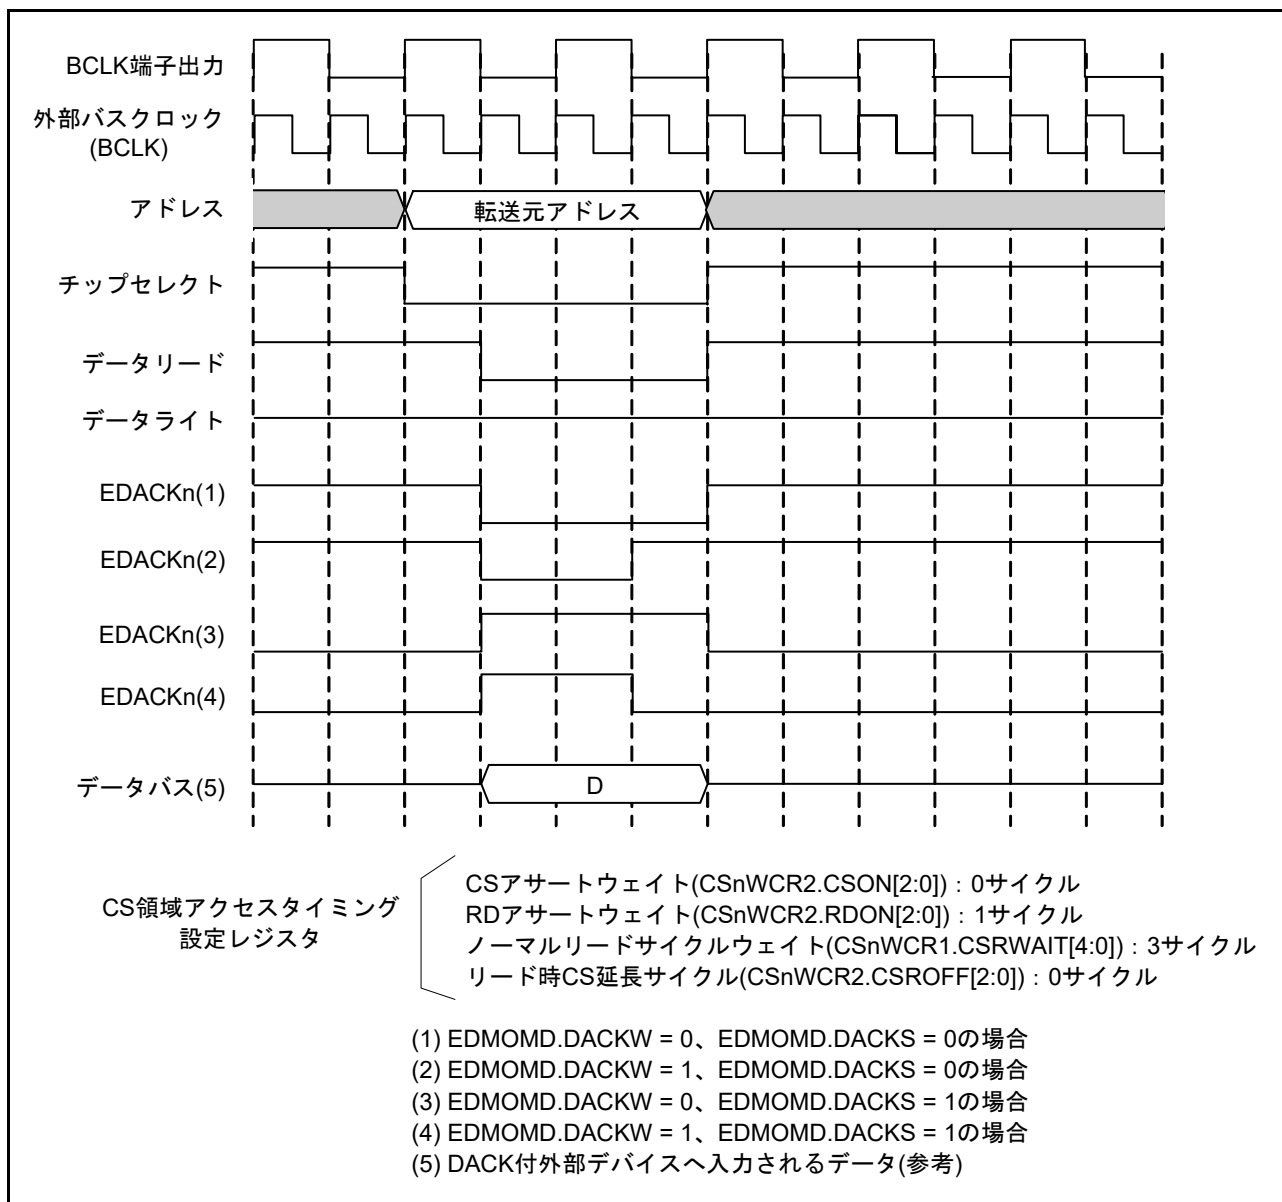 BCLK端子出力
外部バスクロック
(BCLK)
アドレス
転送元アドレス
チップセレクト
データリード
データライト
EDACKn(1)
EDACKn(2)
EDACKn(3)
EDACKn(4)
データバス(5)
D
CS領域アクセスタイミング
設定レジスタ
CSアサートウェイト(CSnWCR2.CSON[2:0]):0サイクル
RDアサートウェイト(CSnWCR2.RDON[2:0]):1サイクル
ノーマルリードサイクルウェイト(CSnWCR1.CSRWAIT[4:0]):3サイクル
リード時CS延長サイクル(CSnWCR2.CSROFF[2:0]):0サイクル
(1) EDMOMD.DACKW = 0、EDMOMD.DACKS = 0の場合
(2) EDMOMD.DACKW = 1、EDMOMD.DACKS = 0の場合
(3) EDMOMD.DACKW = 0、EDMOMD.DACKS = 1の場合
(4) EDMOMD.DACKW = 1、EDMOMD.DACKS = 1の場合
(5) DACK付外部デバイスへ入力されるデータ(参考)